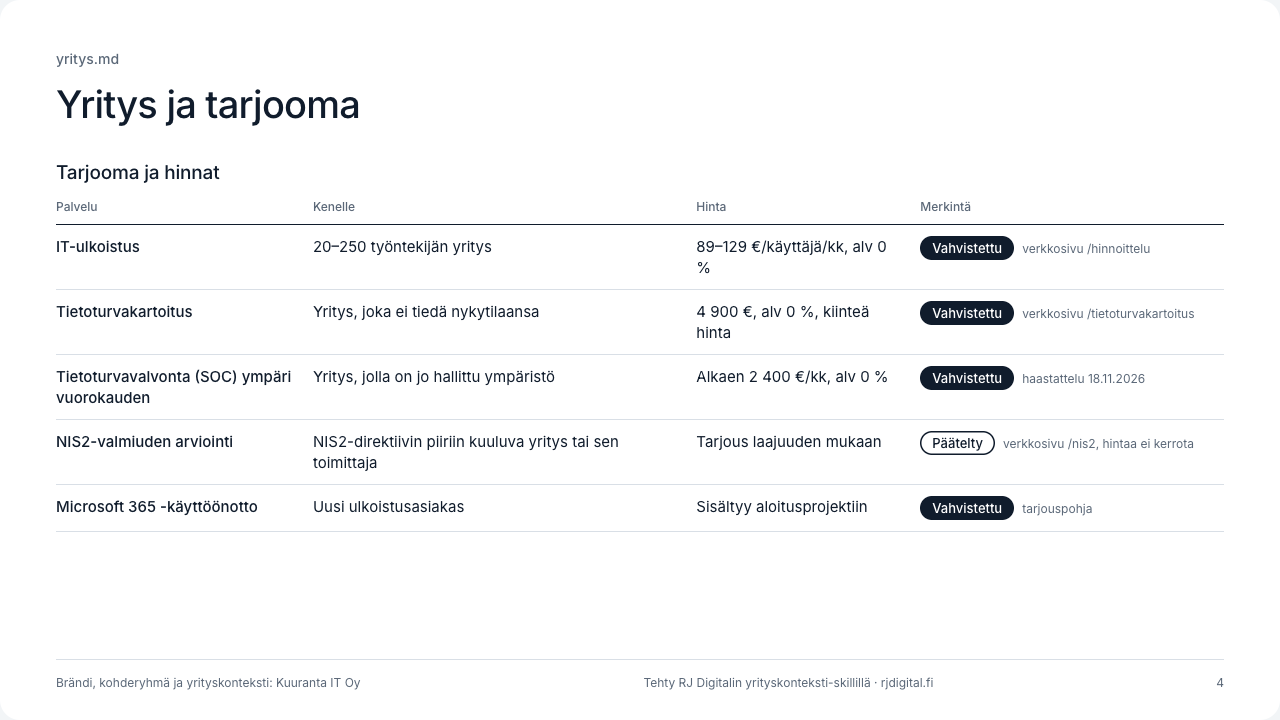 yritys.md
Yritys ja tarjooma
Tarjooma ja hinnat
Palvelu Kenelle Hinta Merkintä
IT-ulkoistus 20–250 työntekijän yritys 89–129 €/käyttäjä/kk, alv 0 Vahvistettu verkkosivu /hinnoittelu
%
Tietoturvakartoitus Yritys, joka ei tiedä nykytilaansa 4 900 €, alv 0 %, kiinteä Vahvistettu verkkosivu /tietoturvakartoitus
hinta
Tietoturvavalvonta (SOC) ympäri Yritys, jolla on jo hallittu ympäristö Alkaen 2 400 €/kk, alv 0 % Vahvistettu haastattelu 18.11.2026
vuorokauden
NIS2-valmiuden arviointi NIS2-direktiivin piiriin kuuluva yritys tai sen Tarjous laajuuden mukaan Päätelty verkkosivu /nis2, hintaa ei kerrota
toimittaja
Microsoft 365 -käyttöönotto Uusi ulkoistusasiakas Sisältyy aloitusprojektiin Vahvistettu tarjouspohja
Brändi, kohderyhmä ja yrityskonteksti: Kuuranta IT Oy Tehty RJ Digitalin yrityskonteksti-skillillä · rjdigital.fi 4